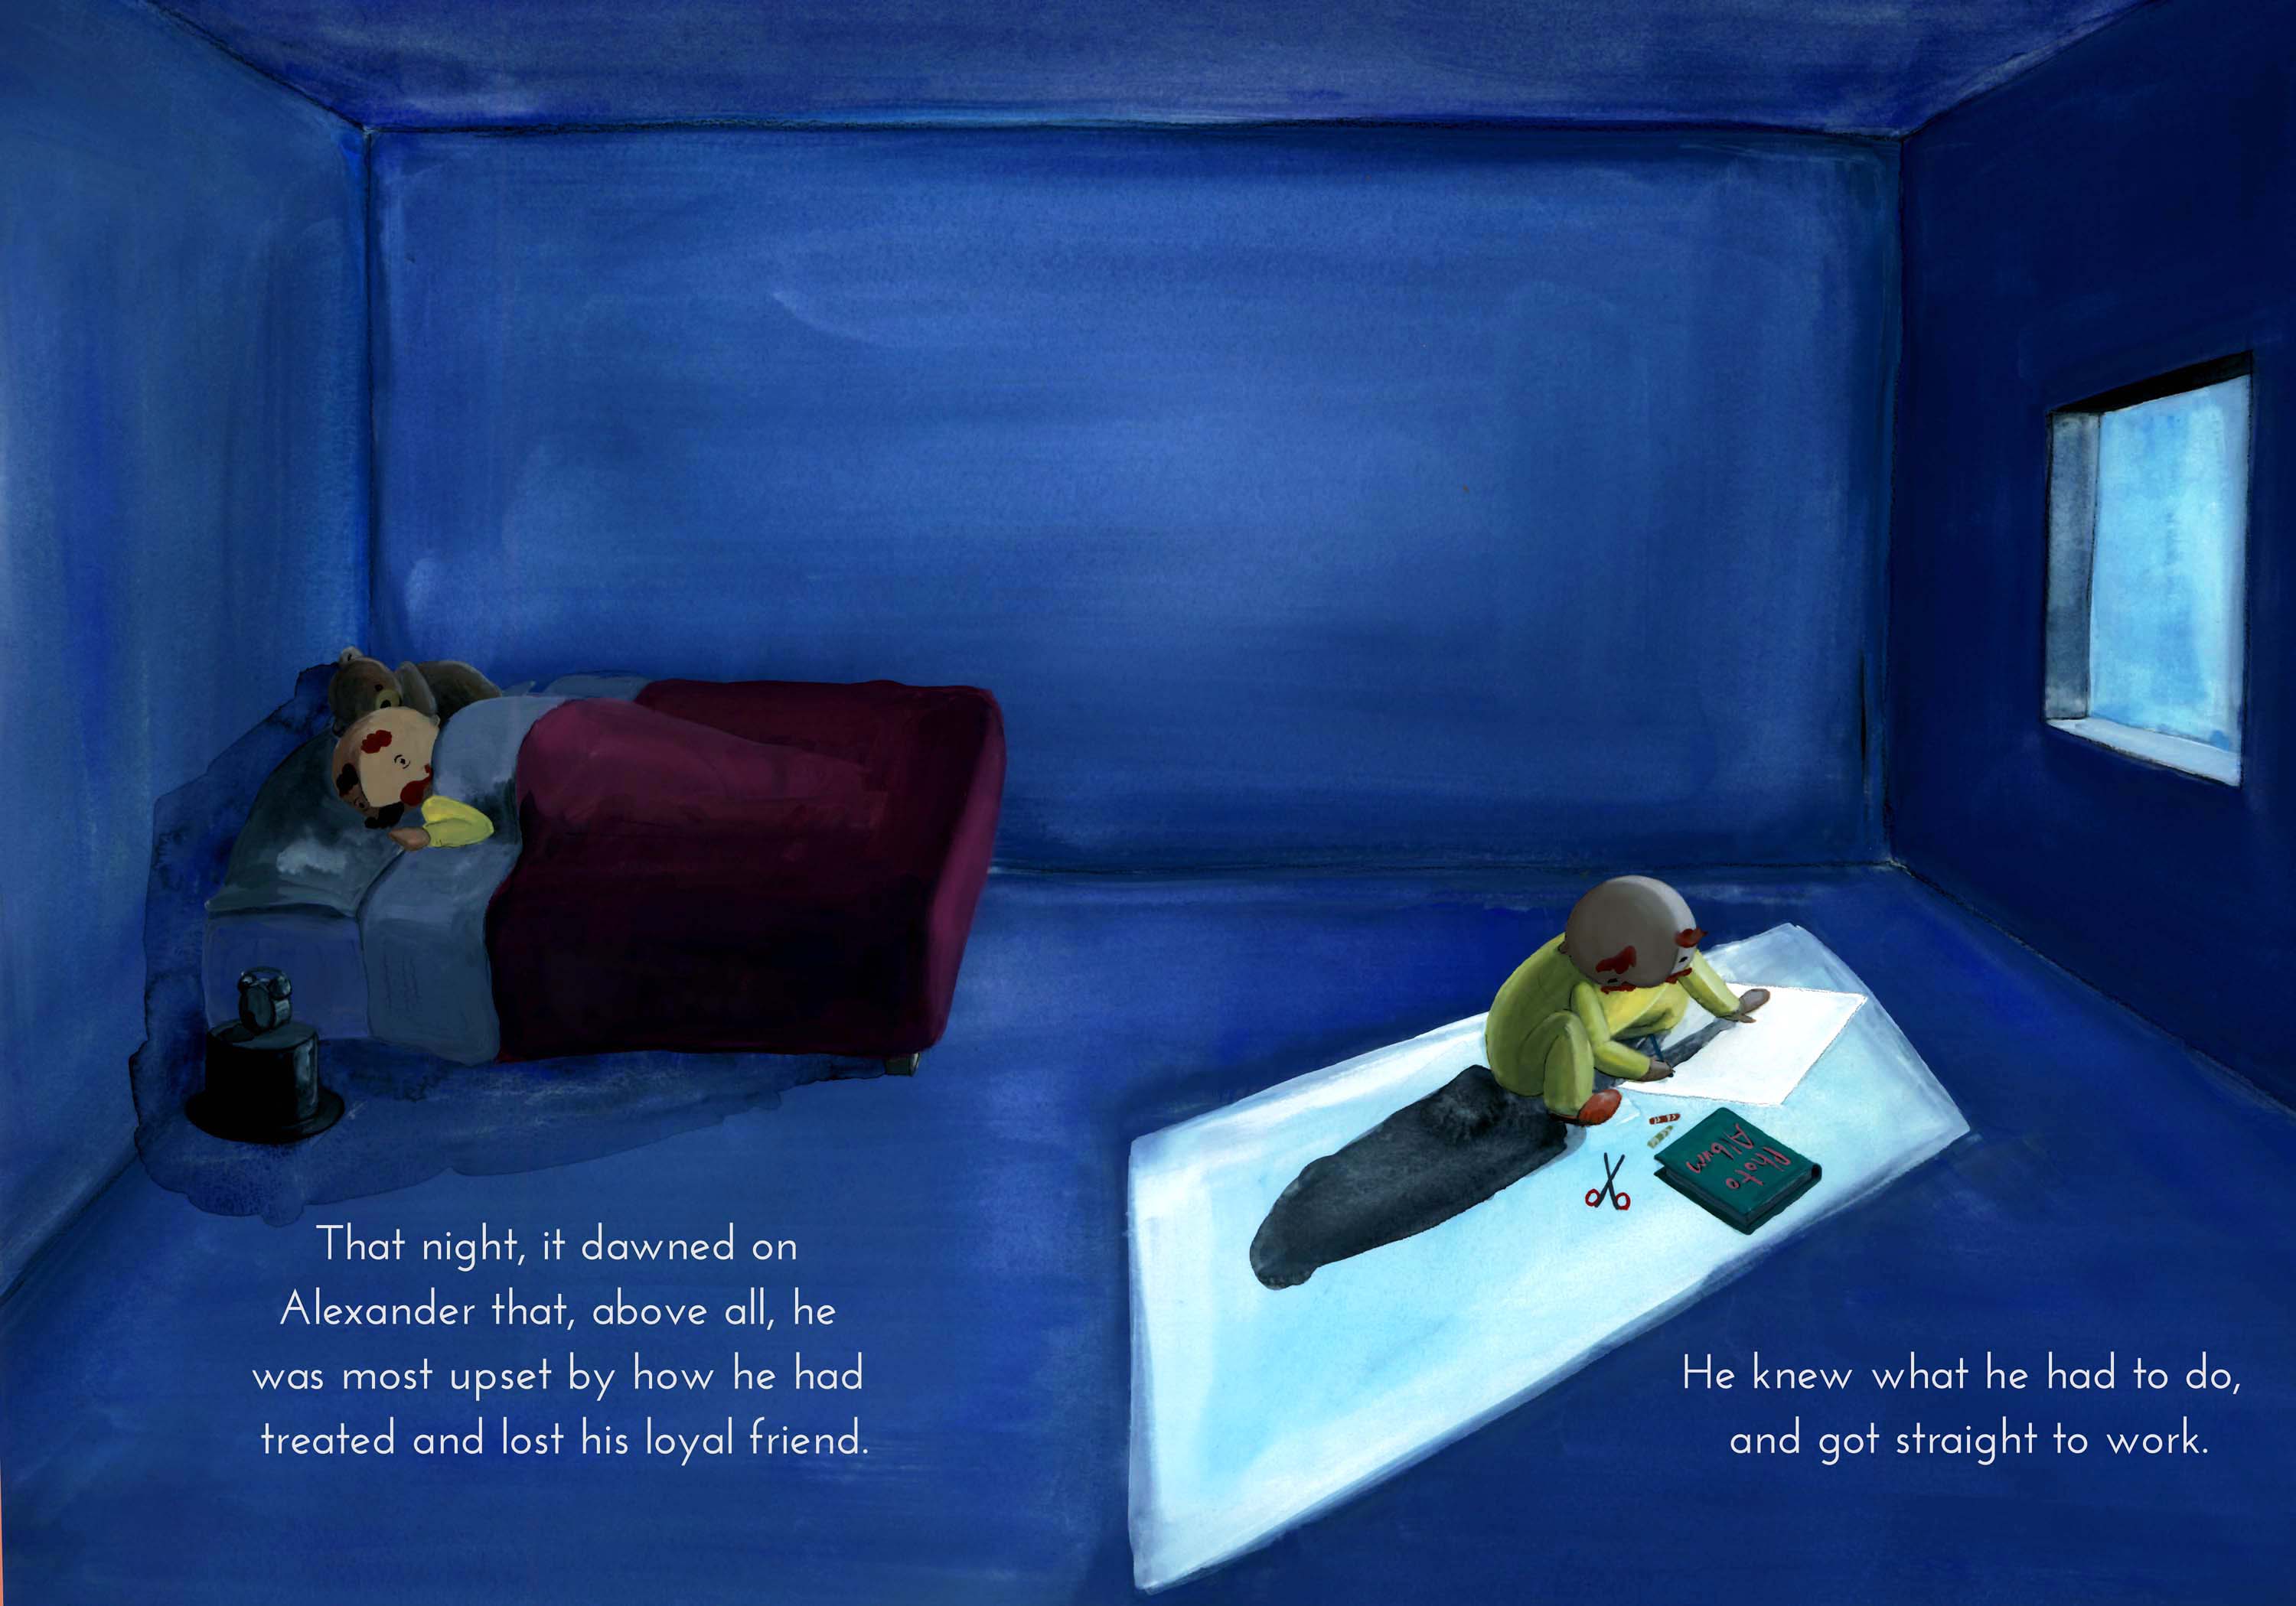 That night, it dawned on
Alexander that, above all, he
was most upset by how he had
treated and lost his loyal friend.
Photo
Album
He knew what he had to do,
and got straight to work.